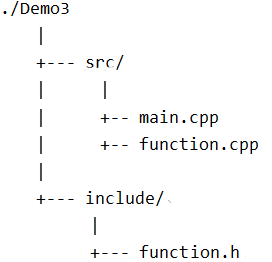 ./Demo3
|
+--- src/
| |
| +-- main.cpp
| +-- function.cpp
|
+--- include/
|
+-- function.h